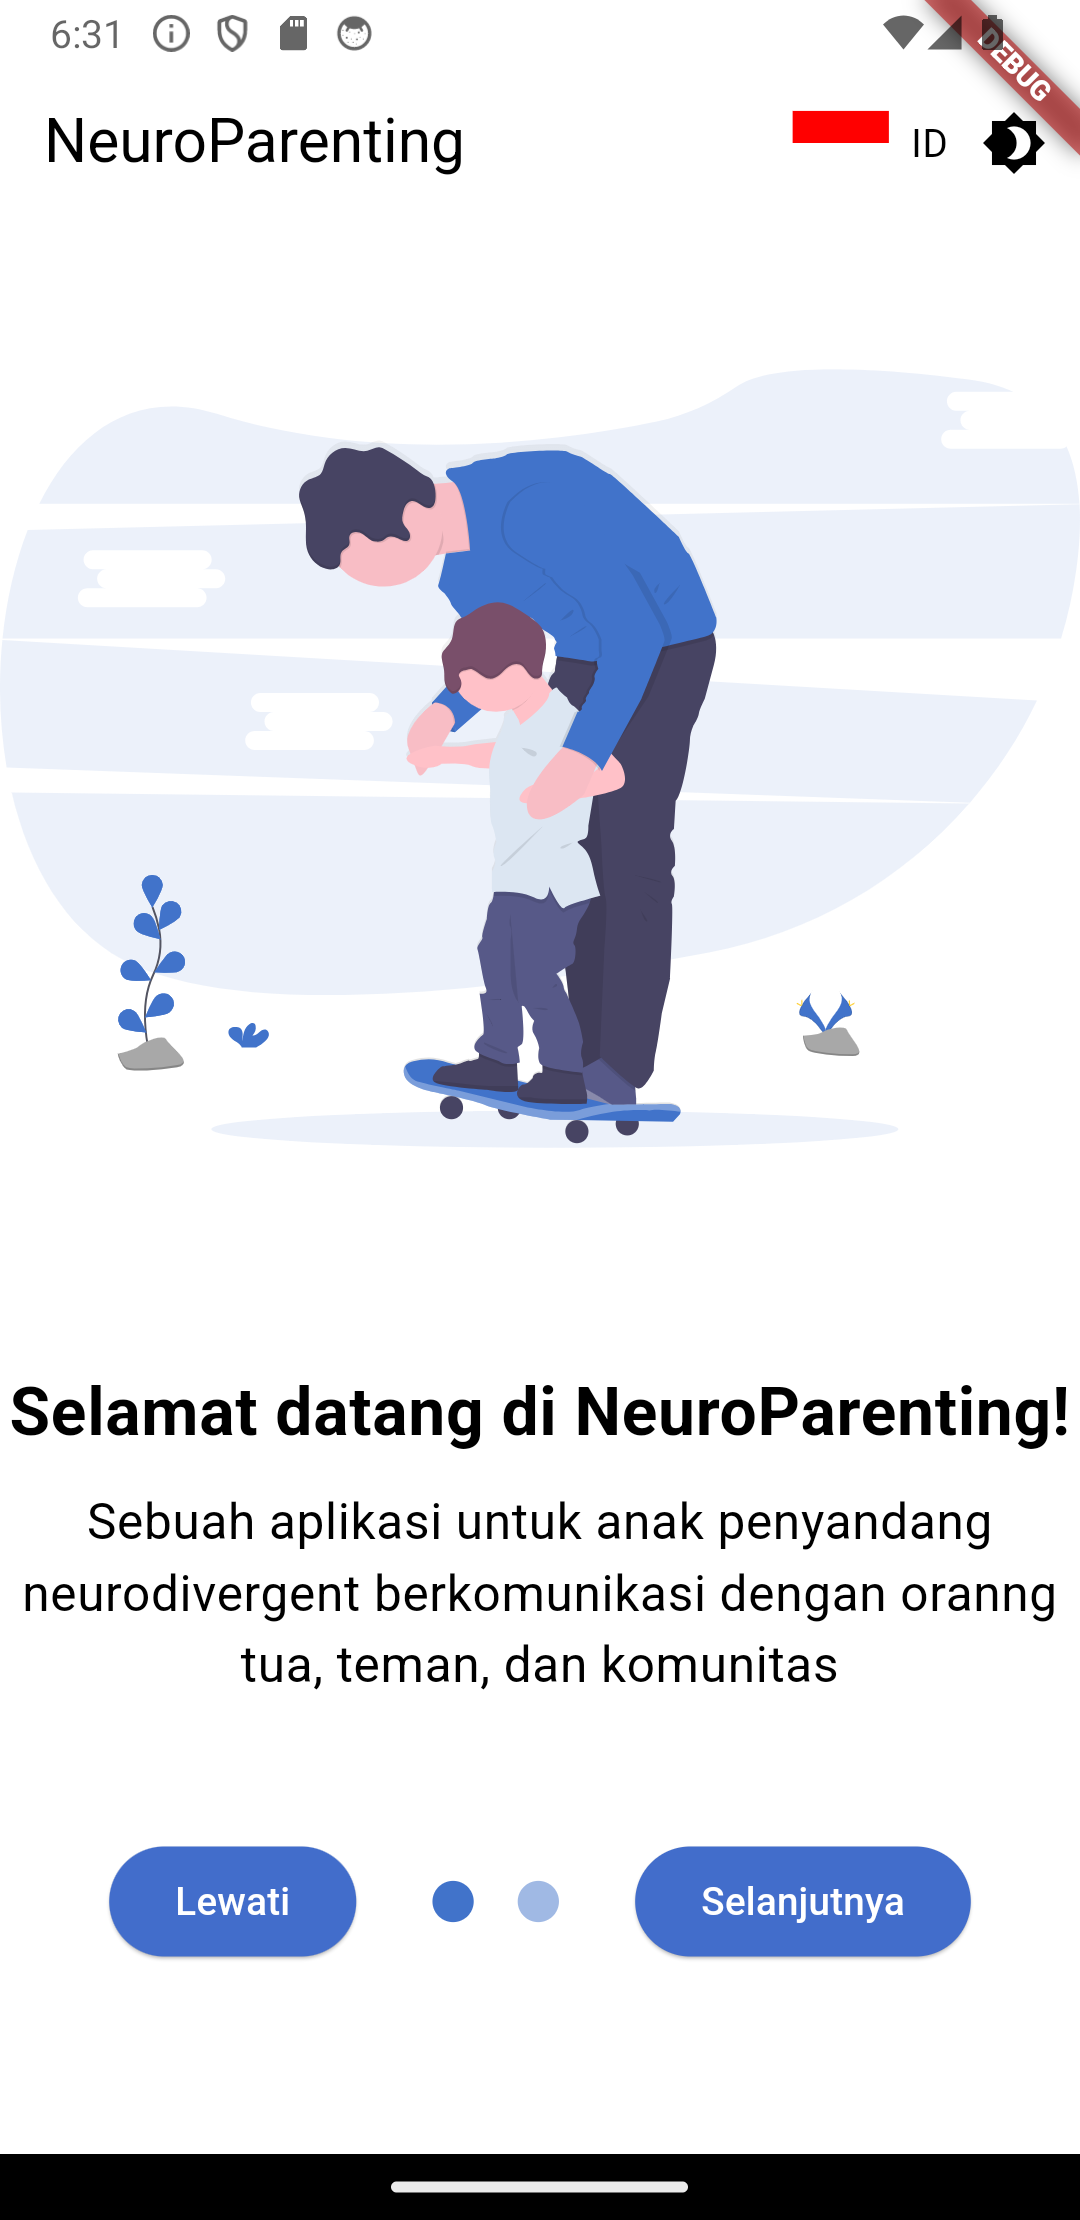 6:31
DEBUG
NeuroParenting
ID
Selamat datang di NeuroParenting!
Sebuah aplikasi untuk anak penyandang
neurodivergent berkomunikasi dengan oranng
tua, teman, dan komunitas
Lewati
Selanjutnya